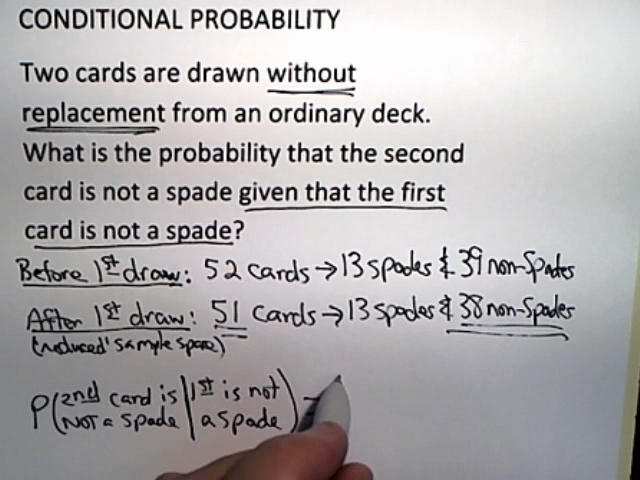 CONDITIONAL PROBABILITY
Two cards are drawn without
replacement from an ordinary deck.
What is the probability that the second
card is not a spade given that the first
card is not a spade?
Before 1st draw: 52 cards → 13 spades & 39 non-Spades
After 1st draw: 51 cards → 13 spades & 38 non-Spades
(reduced sample space)
P(2nd card is | 1st is not) =
NOT a spade | a spade